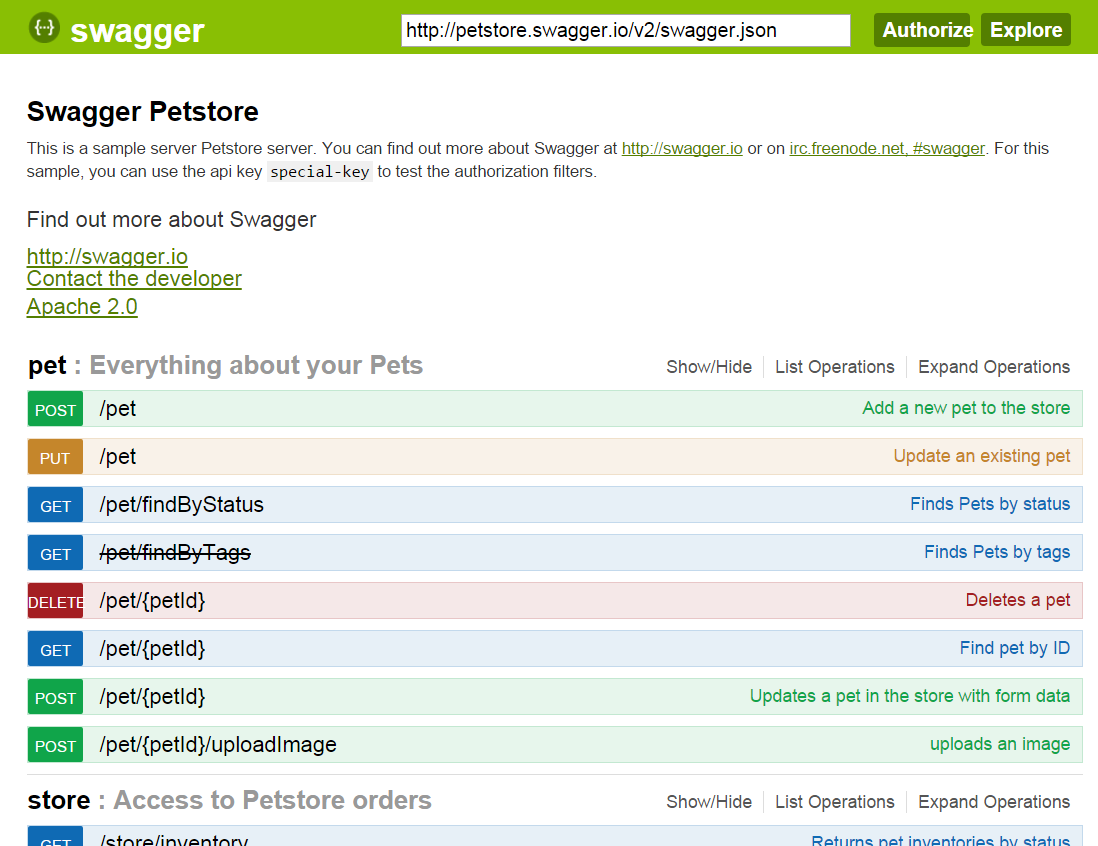 {···} swagger http://petstore.swagger.io/v2/swagger.json Authorize Explore
Swagger Petstore
This is a sample server Petstore server. You can find out more about Swagger at http://swagger.io or on irc.freenode.net, #swagger. For this
sample, you can use the api key special-key to test the authorization filters.
Find out more about Swagger
http://swagger.io
Contact the developer
Apache 2.0
pet : Everything about your Pets Show/Hide List Operations Expand Operations
POST /pet Add a new pet to the store
PUT /pet Update an existing pet
GET /pet/findByStatus Finds Pets by status
GET /pet/findByTags Finds Pets by tags
DELETE /pet/{petId} Deletes a pet
GET /pet/{petId} Find pet by ID
POST /pet/{petId} Updates a pet in the store with form data
POST /pet/{petId}/uploadImage uploads an image
store : Access to Petstore orders Show/Hide List Operations Expand Operations
GET /store/inventory Returns pet inventories by status